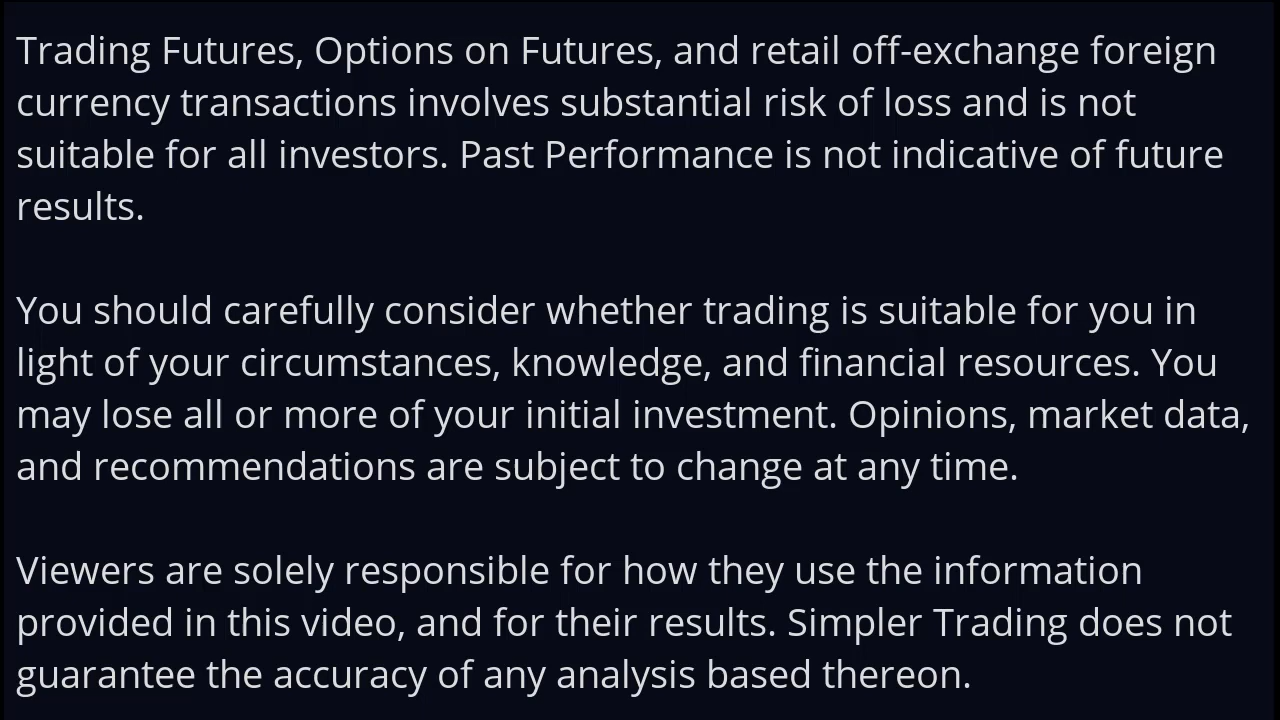 Trading Futures, Options on Futures, and retail off-exchange foreign
currency transactions involves substantial risk of loss and is not
suitable for all investors. Past Performance is not indicative of future
results.
You should carefully consider whether trading is suitable for you in
light of your circumstances, knowledge, and financial resources. You
may lose all or more of your initial investment. Opinions, market data,
and recommendations are subject to change at any time.
Viewers are solely responsible for how they use the information
provided in this video, and for their results. Simpler Trading does not
guarantee the accuracy of any analysis based thereon.